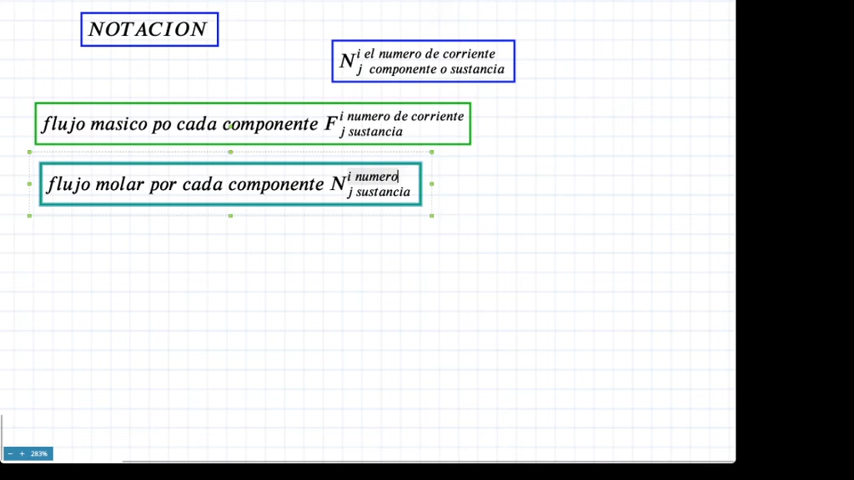 NOTACION
N i el numero de corriente
j componente o sustancia
flujo masico po cada componente F i numero de corriente
j sustancia
flujo molar por cada componente N i numero
j sustancia
− + 283%